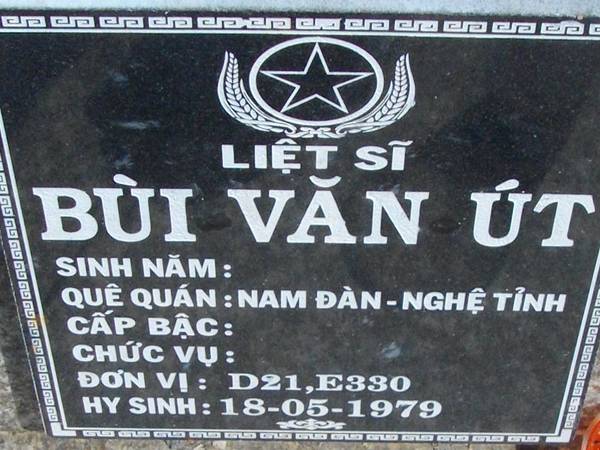 LIỆT SĨ
BÙI VĂN ÚT
SINH NĂM :
QUÊ QUÁN : NAM ĐÀN - NGHỆ TỈNH
CẤP BẬC :
CHỨC VỤ :
ĐƠN VỊ : D21,E330
HY SINH : 18-05-1979